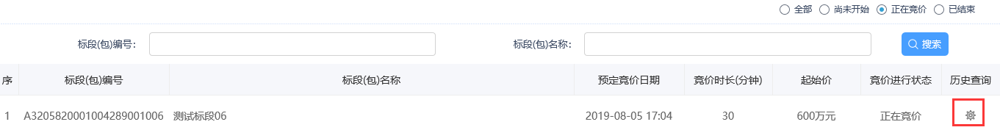 全部 尚未开始 正在竞价 已结束
标段(包)编号: 标段(包)名称: 搜索
序 标段(包)编号 标段(包)名称 预定竞价日期 竞价时长(分钟) 起始价 竞价进行状态 历史查询
1 A3205820001004289001006 测试标段06 2019-08-05 17:04 30 600万元 正在竞价